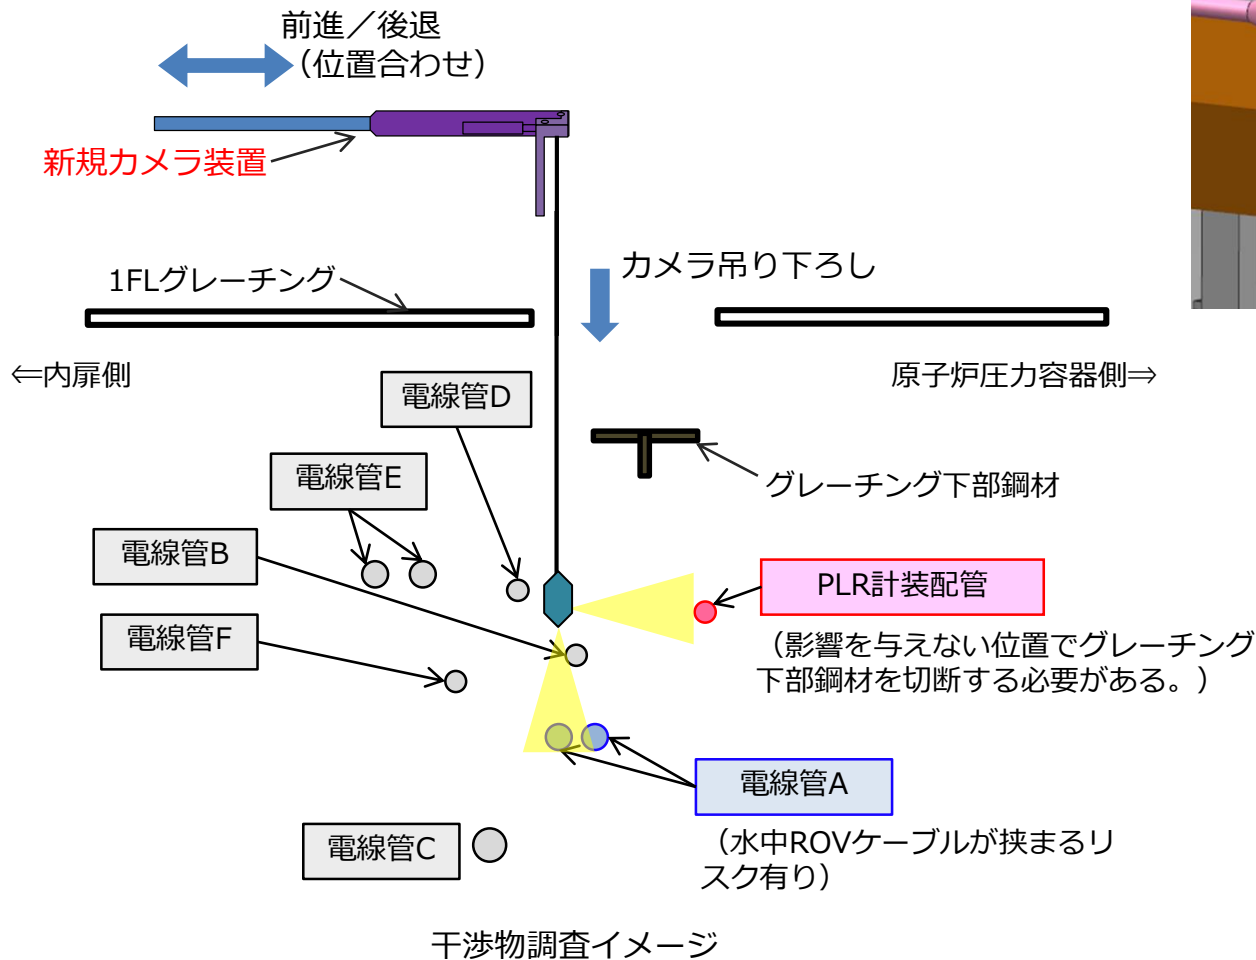 前進／後退
（位置合わせ）
新規カメラ装置
カメラ吊り下ろし
1FLグレーチング
⇐内扉側
原子炉圧力容器側⇒
電線管D
グレーチング下部鋼材
電線管E
電線管B
PLR計装配管
電線管F
（影響を与えない位置でグレーチング
下部鋼材を切断する必要がある。）
電線管A
（水中ROVケーブルが挟まるリ
スク有り）
電線管C
干渉物調査イメージ